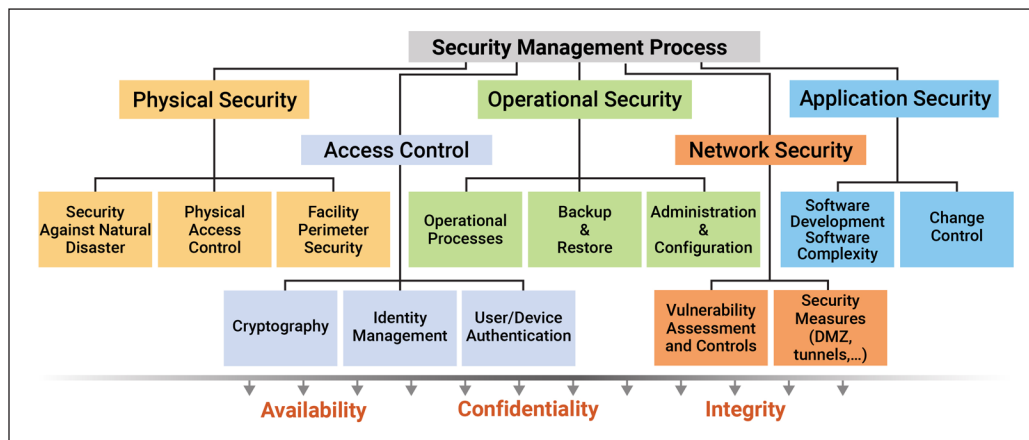 Security Management Process
Physical Security
Operational Security
Application Security
Access Control
Network Security
Security
Against Natural
Disaster
Physical
Access
Control
Facility
Perimeter
Security
Operational
Processes
Backup
&
Restore
Administration
&
Configuration
Software
Development
Software
Complexity
Change
Control
Cryptography
Identity
Management
User/Device
Authentication
Vulnerability
Assessment
and Controls
Security
Measures
(DMZ,
tunnels,...)
Availability
Confidentiality
Integrity